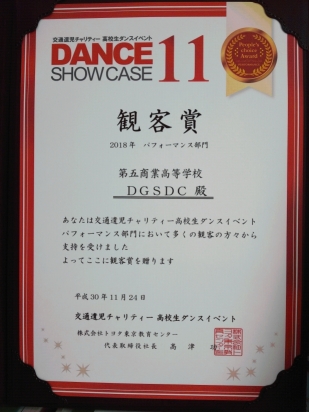 交通遺児チャリティー 高校生ダンスイベント
DANCE
SHOW CASE 11
People's
choice
Award
観客賞
2018年 パフォーマンス部門
第五商業高等学校
DGSDC 殿
あなたは交通遺児チャリティー高校生ダンスイベント
パフォーマンス部門において多くの観客の方々から
支持を受けました
よってここに観客賞を贈ります
平成30年11月24日
交通遺児チャリティー 高校生ダンスイベント
株式会社トヨタ東京教育センター
代表取締役社長 高 津